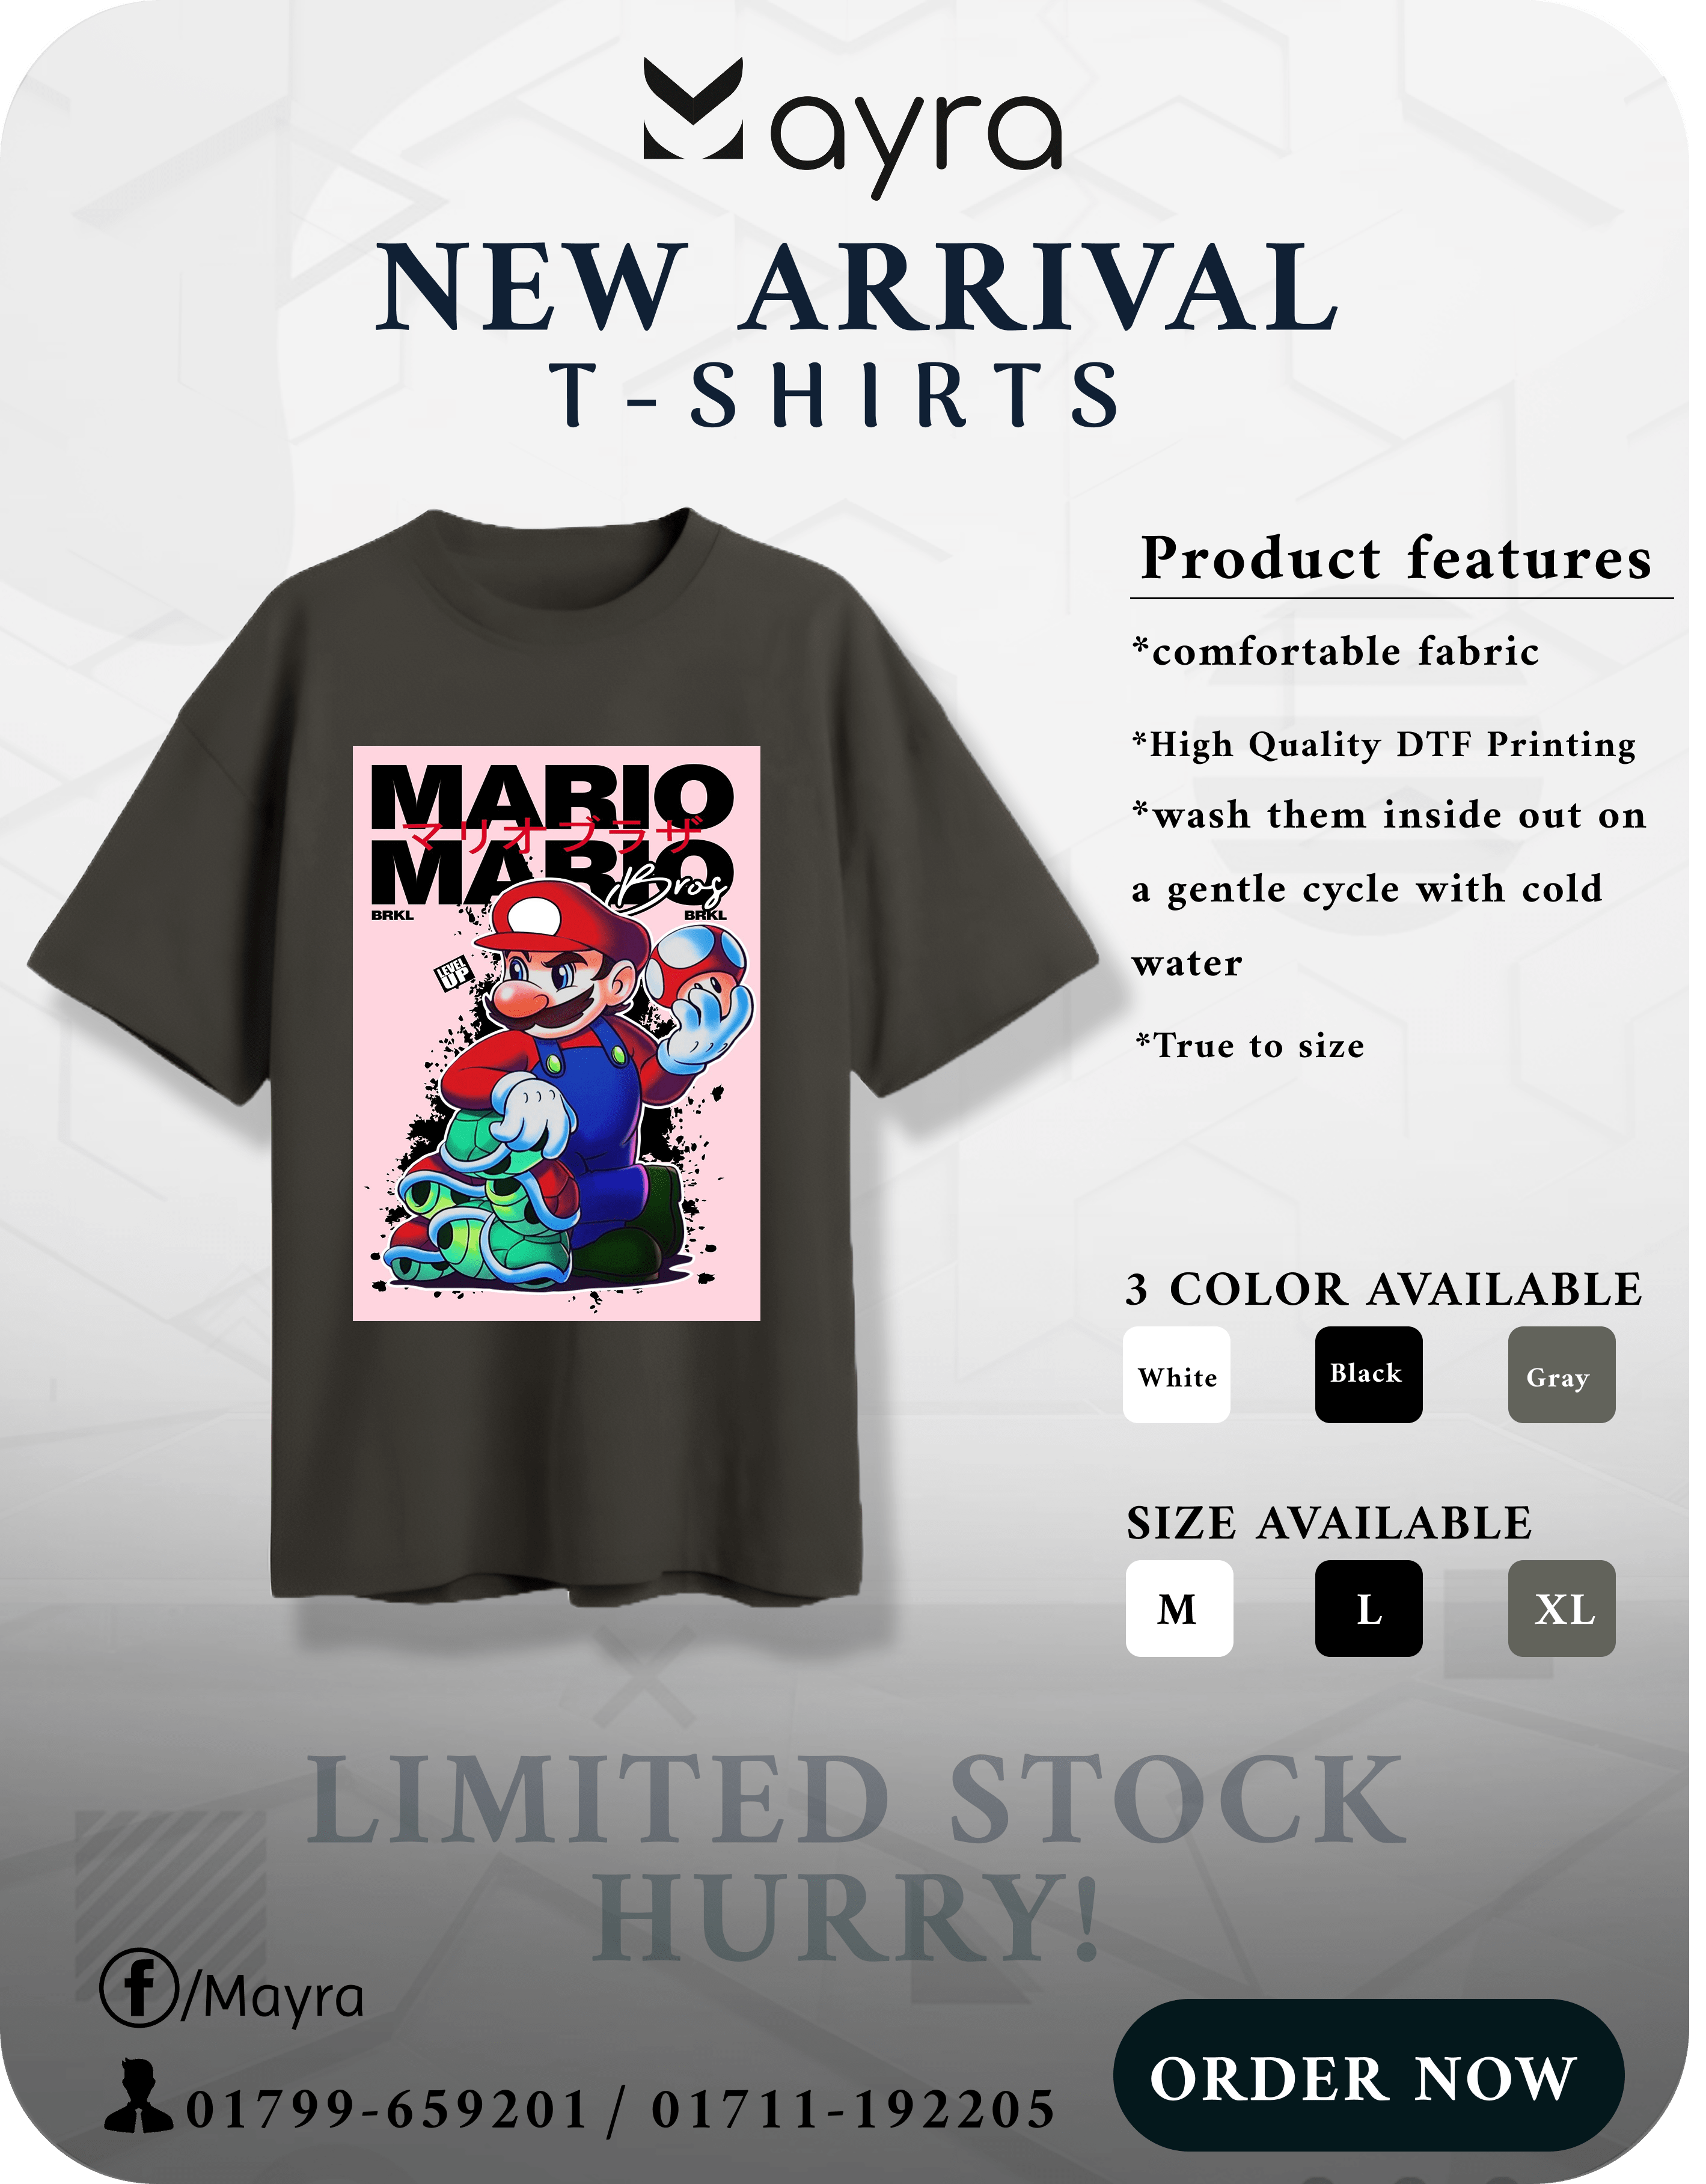 Mayra
NEW ARRIVAL
T-SHIRTS
MARIO
マリオブラザ
MARIO
Bros
BRKL
BRKL
LEVEL
UP
Product features
*comfortable fabric
*High Quality DTF Printing
*wash them inside out on
a gentle cycle with cold
water
*True to size
3 COLOR AVAILABLE
White
Black
Gray
SIZE AVAILABLE
M
L
XL
LIMITED STOCK
HURRY!
f/Mayra
01799-659201 / 01711-192205
ORDER NOW